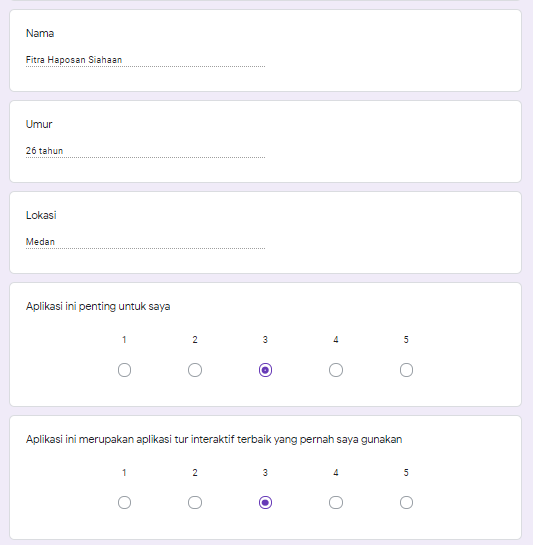 Nama
Fitra Haposan Siahaan
Umur
26 tahun
Lokasi
Medan
Aplikasi ini penting untuk saya
1 2 3 4 5
Aplikasi ini merupakan aplikasi tur interaktif terbaik yang pernah saya gunakan
1 2 3 4 5